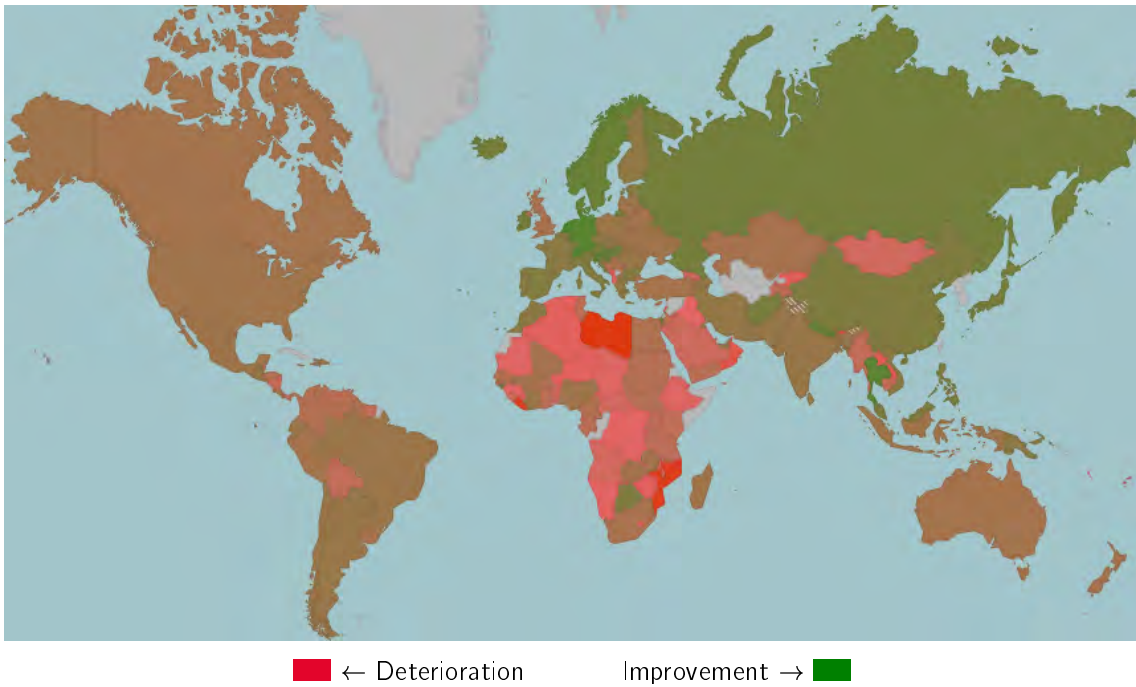 ← Deterioration Improvement →